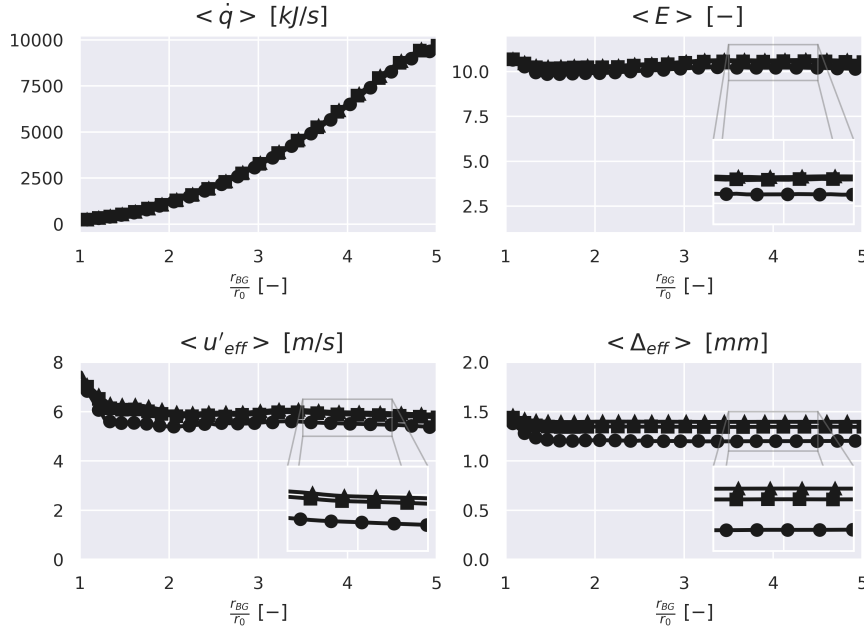 < q̇ > [kJ/s]
10000
7500
5000
2500
0
1 2 3 4 5
r_BG/r_0 [−]
< E > [−]
10.0
7.5
5.0
2.5
1 2 3 4 5
r_BG/r_0 [−]
< u′_eff > [m/s]
8
6
4
2
0
1 2 3 4 5
r_BG/r_0 [−]
< Δ_eff > [mm]
2.0
1.5
1.0
0.5
0.0
1 2 3 4 5
r_BG/r_0 [−]